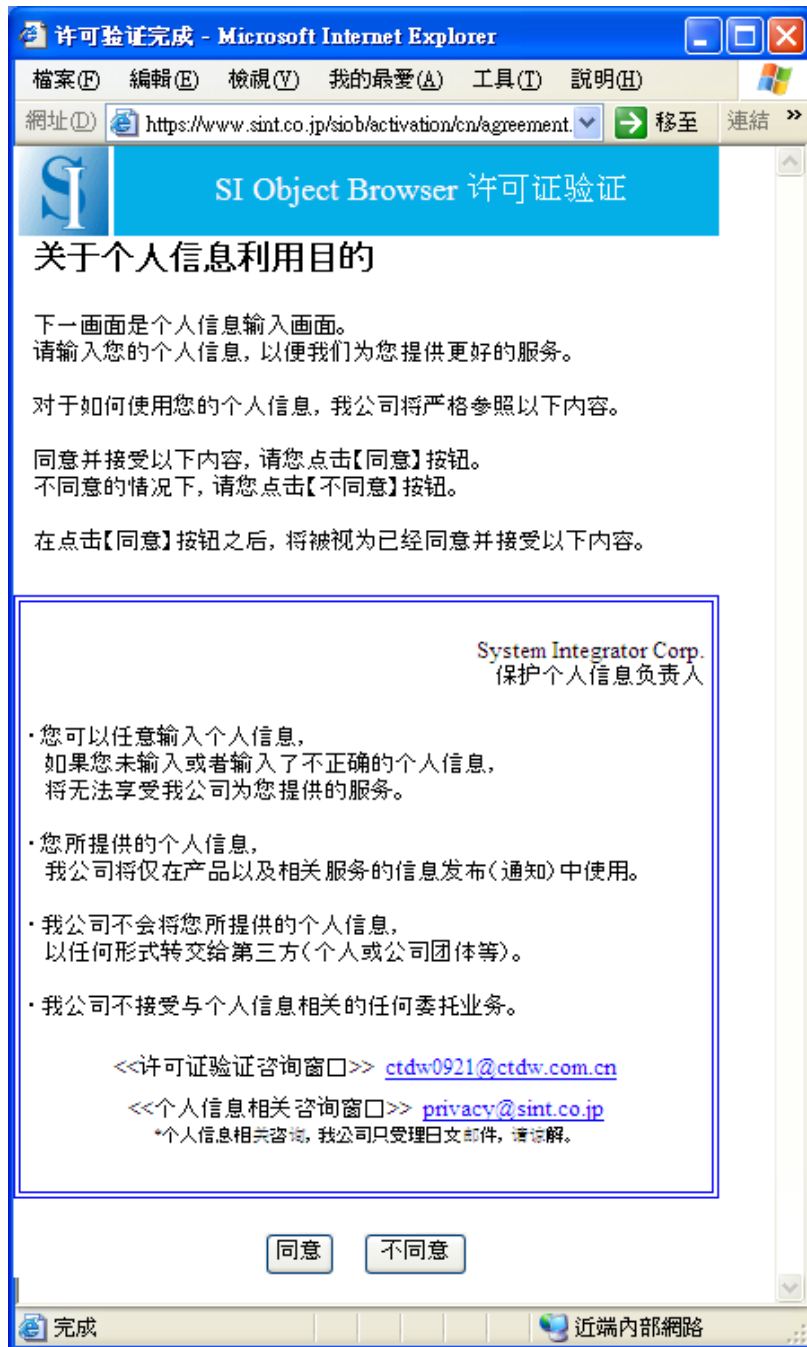 许可验证完成 - Microsoft Internet Explorer
檔案(F) 編輯(E) 檢視(V) 我的最愛(A) 工具(T) 說明(H)
網址(D) https://www.sint.co.jp/siob/activation/cn/agreement. 移至 連結 »
SI
SI Object Browser 许可证验证
关于个人信息利用目的
下一画面是个人信息输入画面。
请输入您的个人信息, 以便我们为您提供更好的服务。
对于如何使用您的个人信息, 我公司将严格参照以下内容。
同意并接受以下内容, 请您点击【同意】按钮。
不同意的情况下, 请您点击【不同意】按钮。
在点击【同意】按钮之后, 将被视为已经同意并接受以下内容。
System Integrator Corp.
保护个人信息负责人
・您可以任意输入个人信息,
如果您未输入或者输入了不正确的个人信息,
将无法享受我公司为您提供的服务。
・您所提供的个人信息,
我公司将仅在产品以及相关服务的信息发布(通知)中使用。
・我公司不会将您所提供的个人信息,
以任何形式转交给第三方(个人或公司团体等)。
・我公司不接受与个人信息相关的任何委托业务。
<<许可证验证咨询窗口>> ctdw0921@ctdw.com.cn
<<个人信息相关咨询窗口>> privacy@sint.co.jp
*个人信息相关咨询, 我公司只受理日文邮件, 请谅解。
同意 不同意
完成 近端內部網路